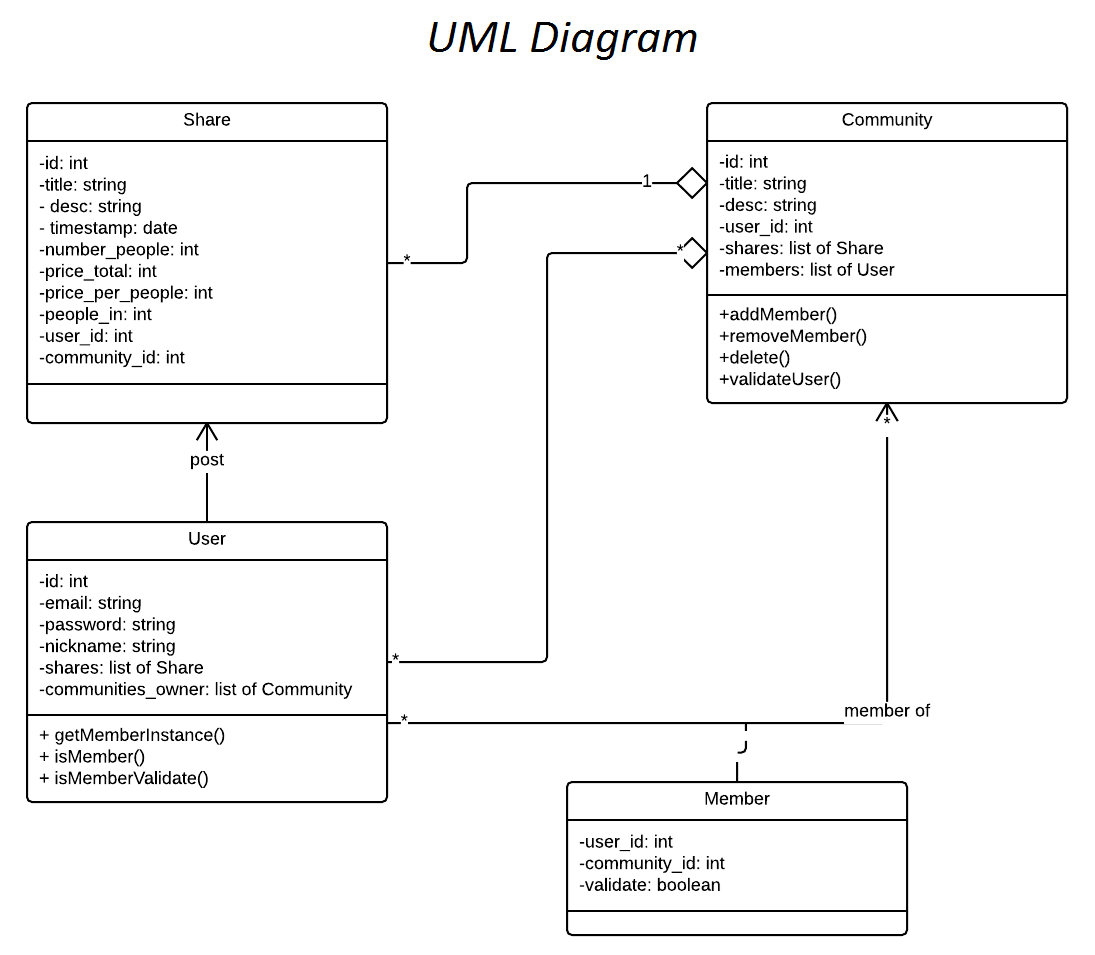 UML Diagram
Share
-id: int
-title: string
- desc: string
- timestamp: date
-number_people: int
-price_total: int
-price_per_people: int
-people_in: int
-user_id: int
-community_id: int
Community
-id: int
-title: string
-desc: string
-user_id: int
-shares: list of Share
-members: list of User
+addMember()
+removeMember()
+delete()
+validateUser()
1
*
*
*
post
User
-id: int
-email: string
-password: string
-nickname: string
-shares: list of Share
-communities_owner: list of Community
+ getMemberInstance()
+ isMember()
+ isMemberValidate()
*
*
member of
Member
-user_id: int
-community_id: int
-validate: boolean